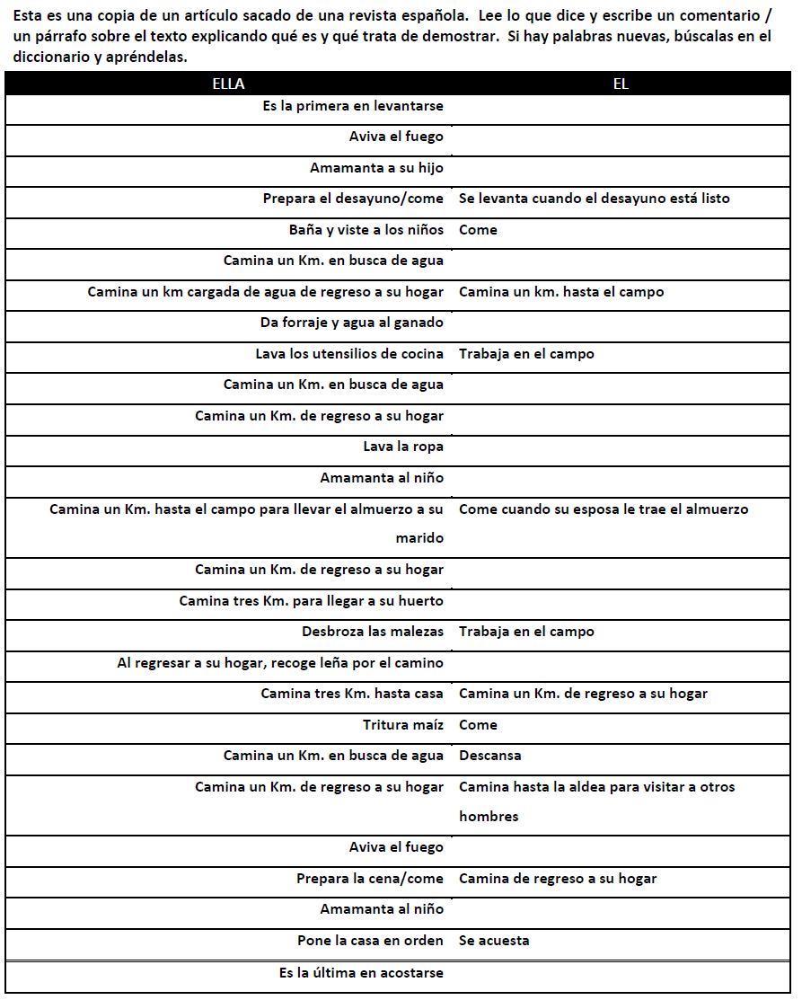 Esta es una copia de un artículo sacado de una revista española.  Lee lo que dice y escribe un comentario /
un párrafo sobre el texto explicando qué es y qué trata de demostrar.  Si hay palabras nuevas, búscalas en el
diccionario y apréndelas.
ELLA EL
Es la primera en levantarse
Aviva el fuego
Amamanta a su hijo
Prepara el desayuno/come Se levanta cuando el desayuno está listo
Baña y viste a los niños Come
Camina un Km. en busca de agua
Camina un km cargada de agua de regreso a su hogar Camina un km. hasta el campo
Da forraje y agua al ganado
Lava los utensilios de cocina Trabaja en el campo
Camina un Km. en busca de agua
Camina un Km. de regreso a su hogar
Lava la ropa
Amamanta al niño
Camina un Km. hasta el campo para llevar el almuerzo a su Come cuando su esposa le trae el almuerzo
marido
Camina un Km. de regreso a su hogar
Camina tres Km. para llegar a su huerto
Desbroza las malezas Trabaja en el campo
Al regresar a su hogar, recoge leña por el camino
Camina tres Km. hasta casa Camina un Km. de regreso a su hogar
Tritura maíz Come
Camina un Km. en busca de agua Descansa
Camina un Km. de regreso a su hogar Camina hasta la aldea para visitar a otros
hombres
Aviva el fuego
Prepara la cena/come Camina de regreso a su hogar
Amamanta al niño
Pone la casa en orden Se acuesta
Es la última en acostarse